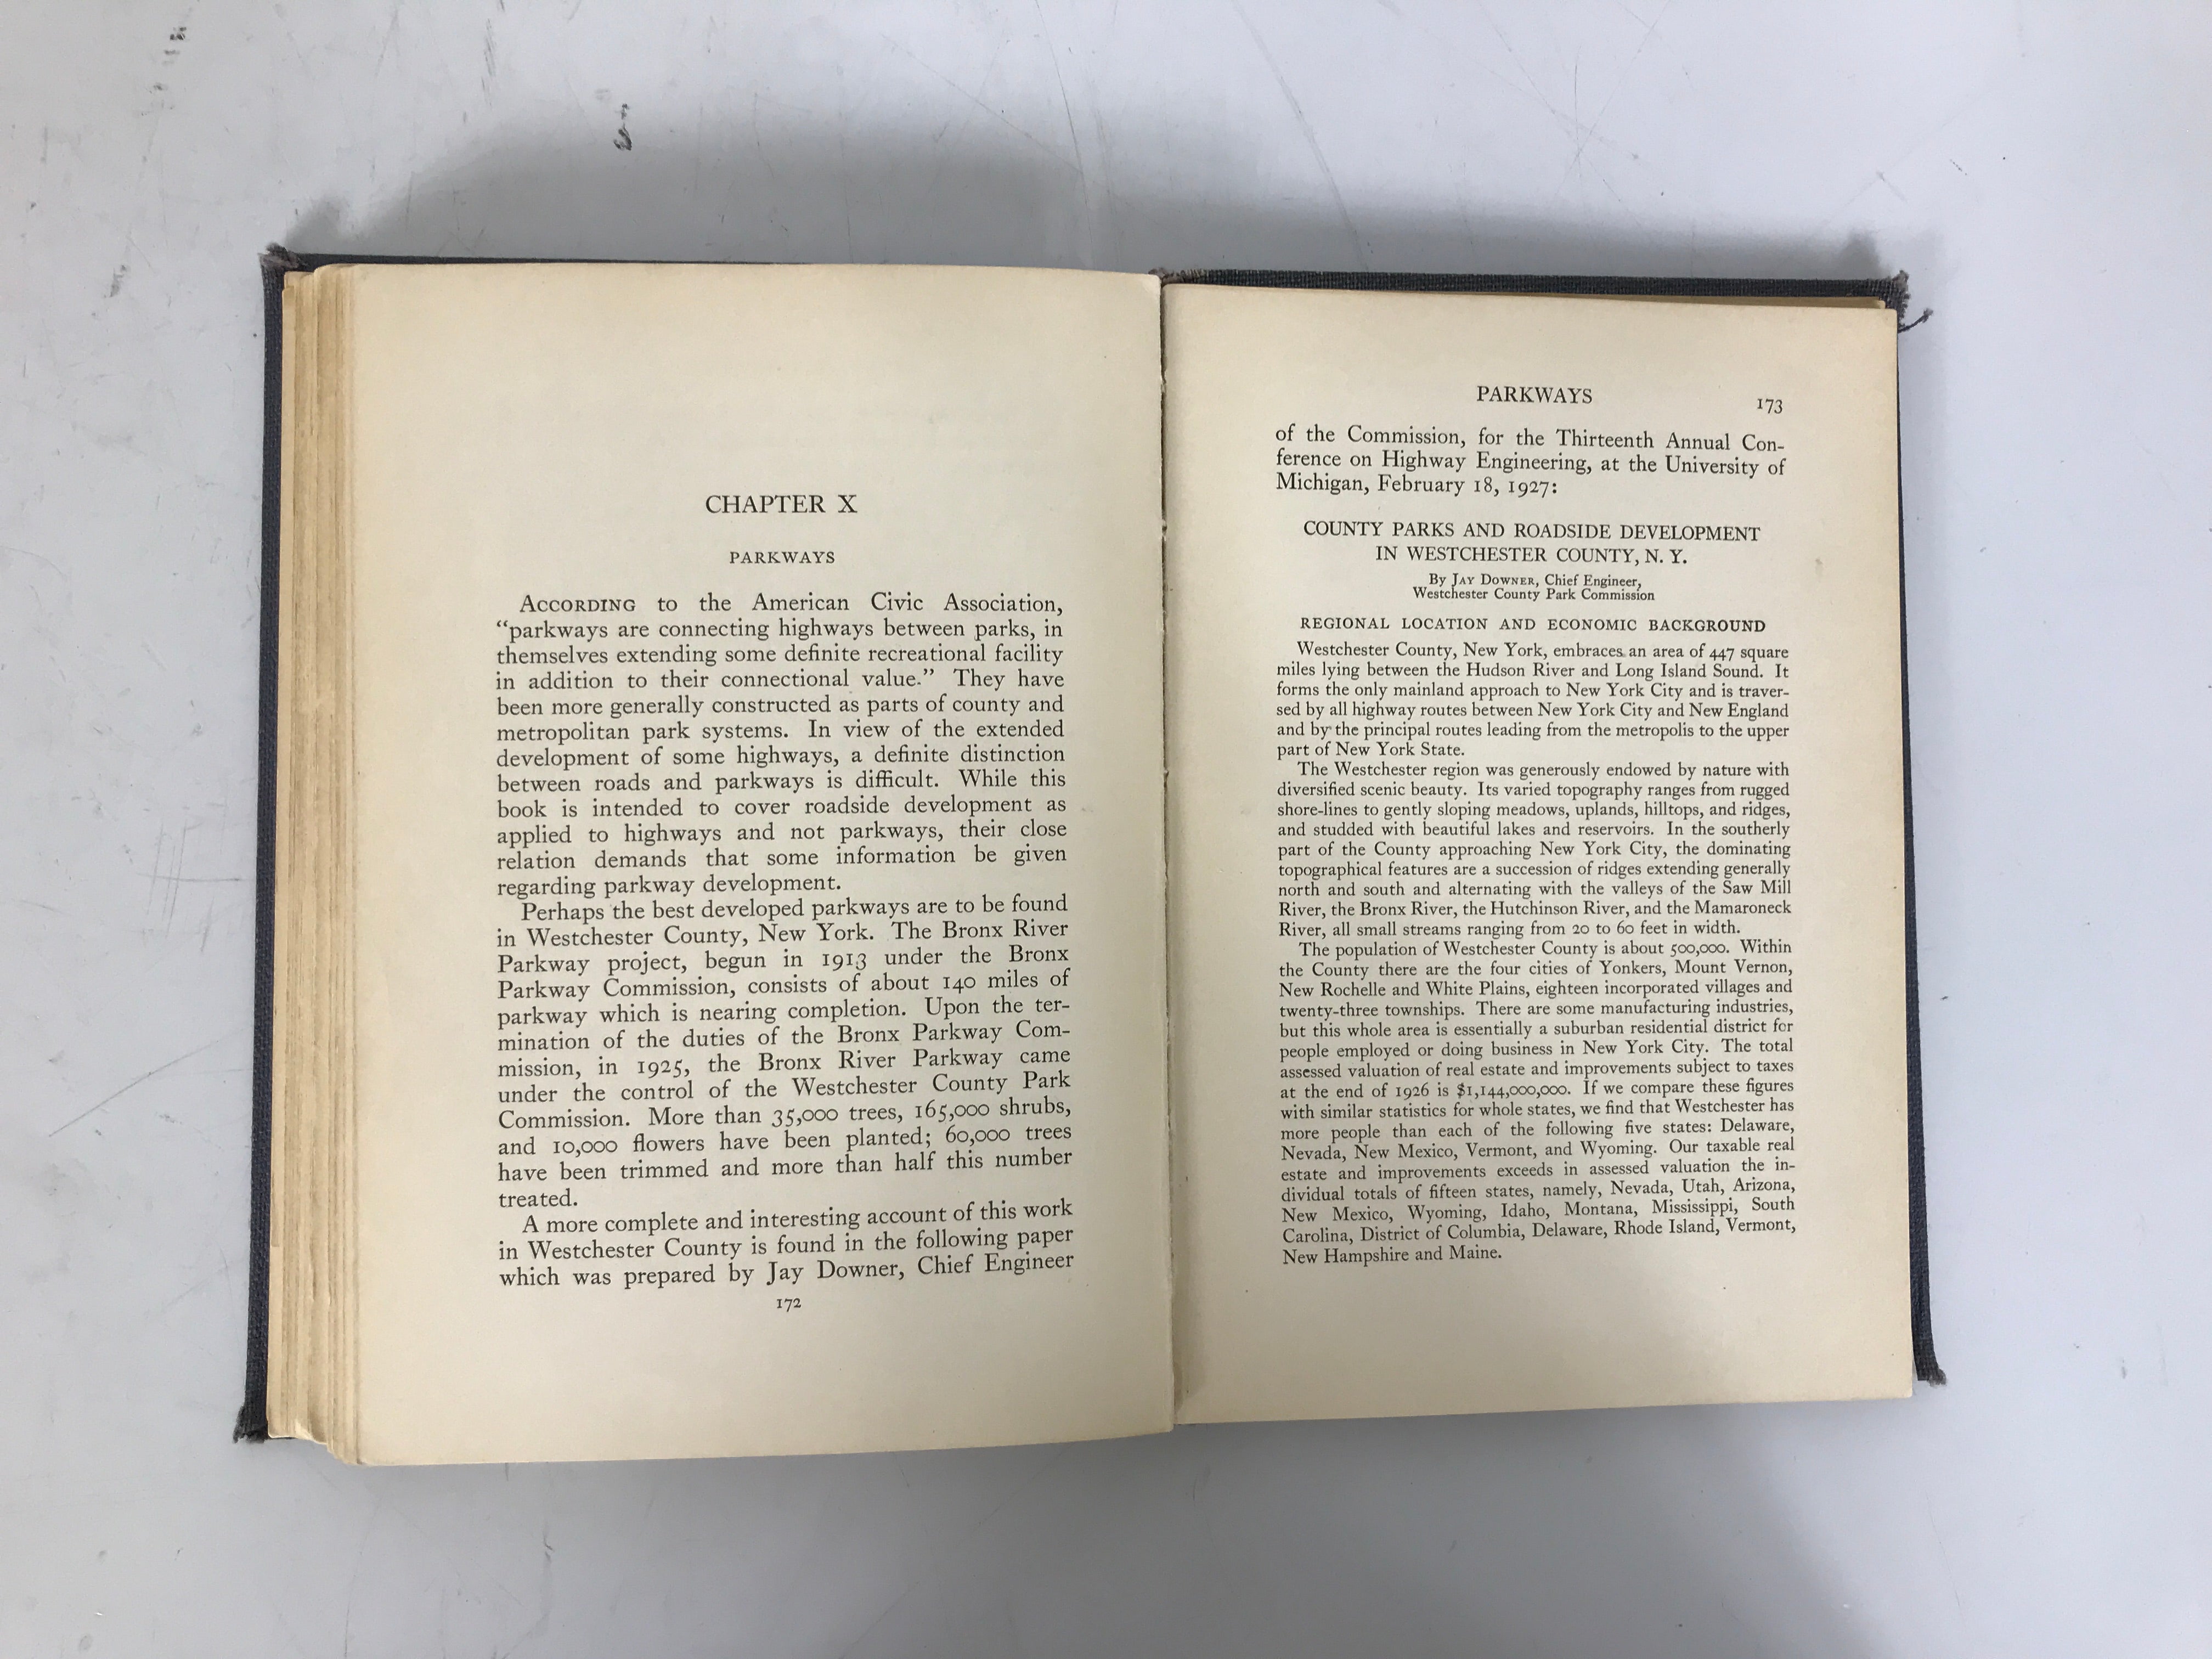 CHAPTER X
PARKWAYS
ACCORDING to the American Civic Association,
“parkways are connecting highways between parks, in
themselves extending some definite recreational facility
in addition to their connectional value.” They have
been more generally constructed as parts of county and
metropolitan park systems. In view of the extended
development of some highways, a definite distinction
between roads and parkways is difficult. While this
book is intended to cover roadside development as
applied to highways and not parkways, their close
relation demands that some information be given
regarding parkway development.
Perhaps the best developed parkways are to be found
in Westchester County, New York. The Bronx River
Parkway project, begun in 1913 under the Bronx
Parkway Commission, consists of about 140 miles of
parkway which is nearing completion. Upon the ter-
mination of the duties of the Bronx Parkway Com-
mission, in 1925, the Bronx River Parkway came
under the control of the Westchester County Park
Commission. More than 35,000 trees, 165,000 shrubs,
and 10,000 flowers have been planted; 60,000 trees
have been trimmed and more than half this number
treated.
A more complete and interesting account of this work
in Westchester County is found in the following paper
which was prepared by Jay Downer, Chief Engineer
172
PARKWAYS 173
of the Commission, for the Thirteenth Annual Con-
ference on Highway Engineering, at the University of
Michigan, February 18, 1927:
COUNTY PARKS AND ROADSIDE DEVELOPMENT
IN WESTCHESTER COUNTY, N. Y.
By JAY DOWNER, Chief Engineer,
Westchester County Park Commission
REGIONAL LOCATION AND ECONOMIC BACKGROUND
Westchester County, New York, embraces an area of 447 square
miles lying between the Hudson River and Long Island Sound. It
forms the only mainland approach to New York City and is traver-
sed by all highway routes between New York City and New England
and by the principal routes leading from the metropolis to the upper
part of New York State.
The Westchester region was generously endowed by nature with
diversified scenic beauty. Its varied topography ranges from rugged
shore-lines to gently sloping meadows, uplands, hilltops, and ridges,
and studded with beautiful lakes and reservoirs. In the southerly
part of the County approaching New York City, the dominating
topographical features are a succession of ridges extending generally
north and south and alternating with the valleys of the Saw Mill
River, the Bronx River, the Hutchinson River, and the Mamaroneck
River, all small streams ranging from 20 to 60 feet in width.
The population of Westchester County is about 500,000. Within
the County there are the four cities of Yonkers, Mount Vernon,
New Rochelle and White Plains, eighteen incorporated villages and
twenty-three townships. There are some manufacturing industries,
but this whole area is essentially a suburban residential district for
people employed or doing business in New York City. The total
assessed valuation of real estate and improvements subject to taxes
at the end of 1926 is $1,144,000,000. If we compare these figures
with similar statistics for whole states, we find that Westchester has
more people than each of the following five states: Delaware,
Nevada, New Mexico, Vermont, and Wyoming. Our taxable real
estate and improvements exceeds in assessed valuation the in-
dividual totals of fifteen states, namely, Nevada, Utah, Arizona,
New Mexico, Wyoming, Idaho, Montana, Mississippi, South
Carolina, District of Columbia, Delaware, Rhode Island, Vermont,
New Hampshire and Maine.